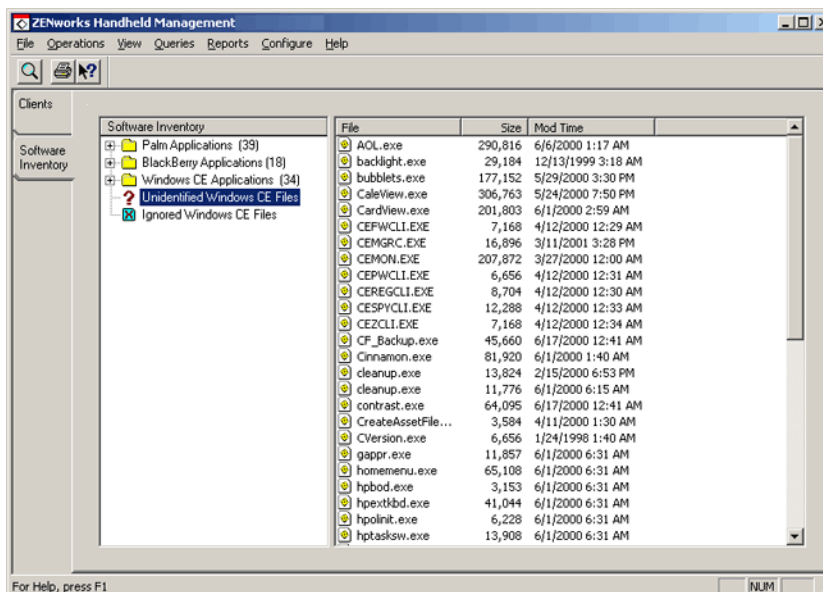 ZENworks Handheld Management
File Operations View Queries Reports Configure Help
Clients
Software Inventory
Software Inventory
Palm Applications (39)
BlackBerry Applications (18)
Windows CE Applications (34)
Unidentified Windows CE Files
Ignored Windows CE Files
File Size Mod Time
AOL.exe 290,816 6/6/2000 1:17 AM
backlight.exe 29,184 12/13/1999 3:18 AM
bubblets.exe 177,152 5/29/2000 3:30 PM
CaleView.exe 306,763 5/24/2000 7:50 PM
CardView.exe 201,803 6/1/2000 2:59 AM
CEFWCLI.EXE 7,168 4/12/2000 12:29 AM
CEMGRC.EXE 16,896 3/11/2001 3:28 PM
CEMON.EXE 207,872 3/27/2000 12:00 AM
CEPWCLI.EXE 6,656 4/12/2000 12:31 AM
CEREGCLI.EXE 8,704 4/12/2000 12:30 AM
CESPYCLI.EXE 12,288 4/12/2000 12:33 AM
CEZCLI.EXE 7,168 4/12/2000 12:34 AM
CF_Backup.exe 45,660 6/17/2000 12:41 AM
Cinnamon.exe 81,920 6/1/2000 1:40 AM
cleanup.exe 13,824 2/15/2000 6:53 PM
cleanup.exe 11,776 6/1/2000 6:15 AM
contrast.exe 64,095 6/17/2000 12:41 AM
CreateAssetFile... 3,584 4/11/2000 1:30 AM
CVersion.exe 6,656 1/24/1998 1:40 AM
gappr.exe 11,857 6/1/2000 6:31 AM
homemenu.exe 65,108 6/1/2000 6:31 AM
hpbod.exe 3,153 6/1/2000 6:31 AM
hpextkbd.exe 41,044 6/1/2000 6:31 AM
hpolinit.exe 6,228 6/1/2000 6:31 AM
hptasksw.exe 13,908 6/1/2000 6:31 AM
For Help, press F1
NUM